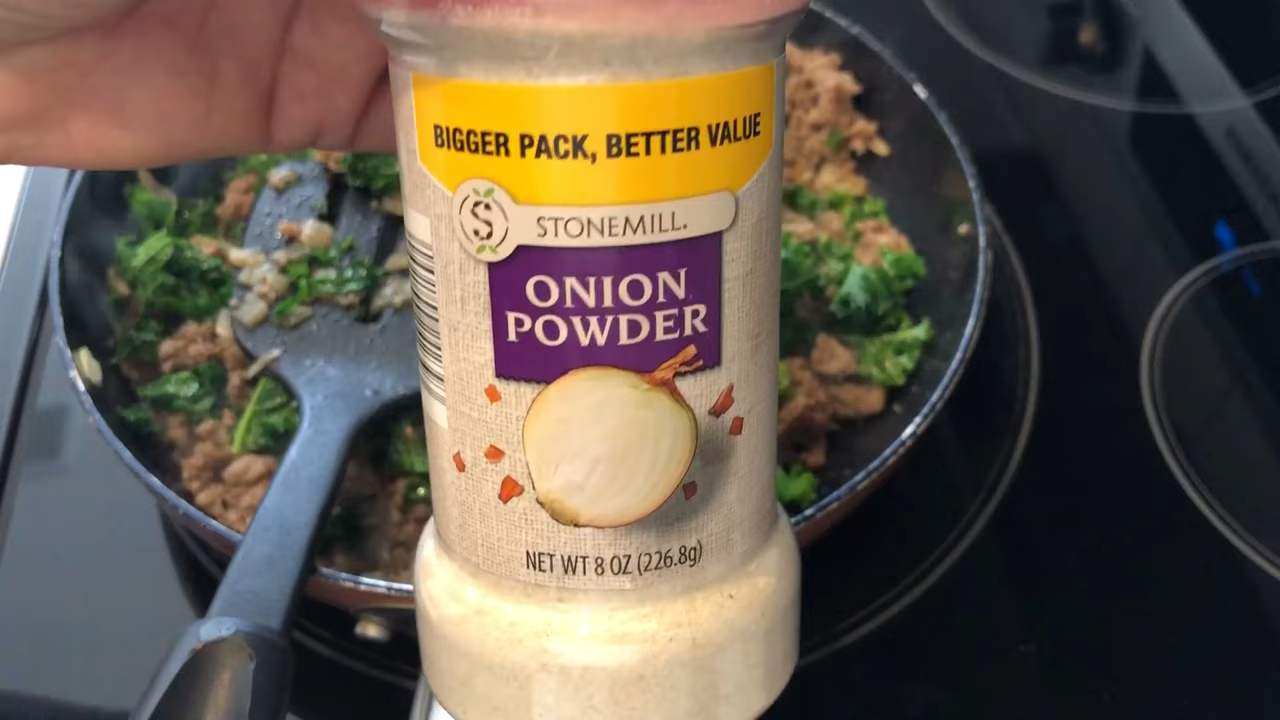 BIGGER PACK, BETTER VALUE
S STONEMILL®
ONION
POWDER
NET WT 8 OZ (226.8g)